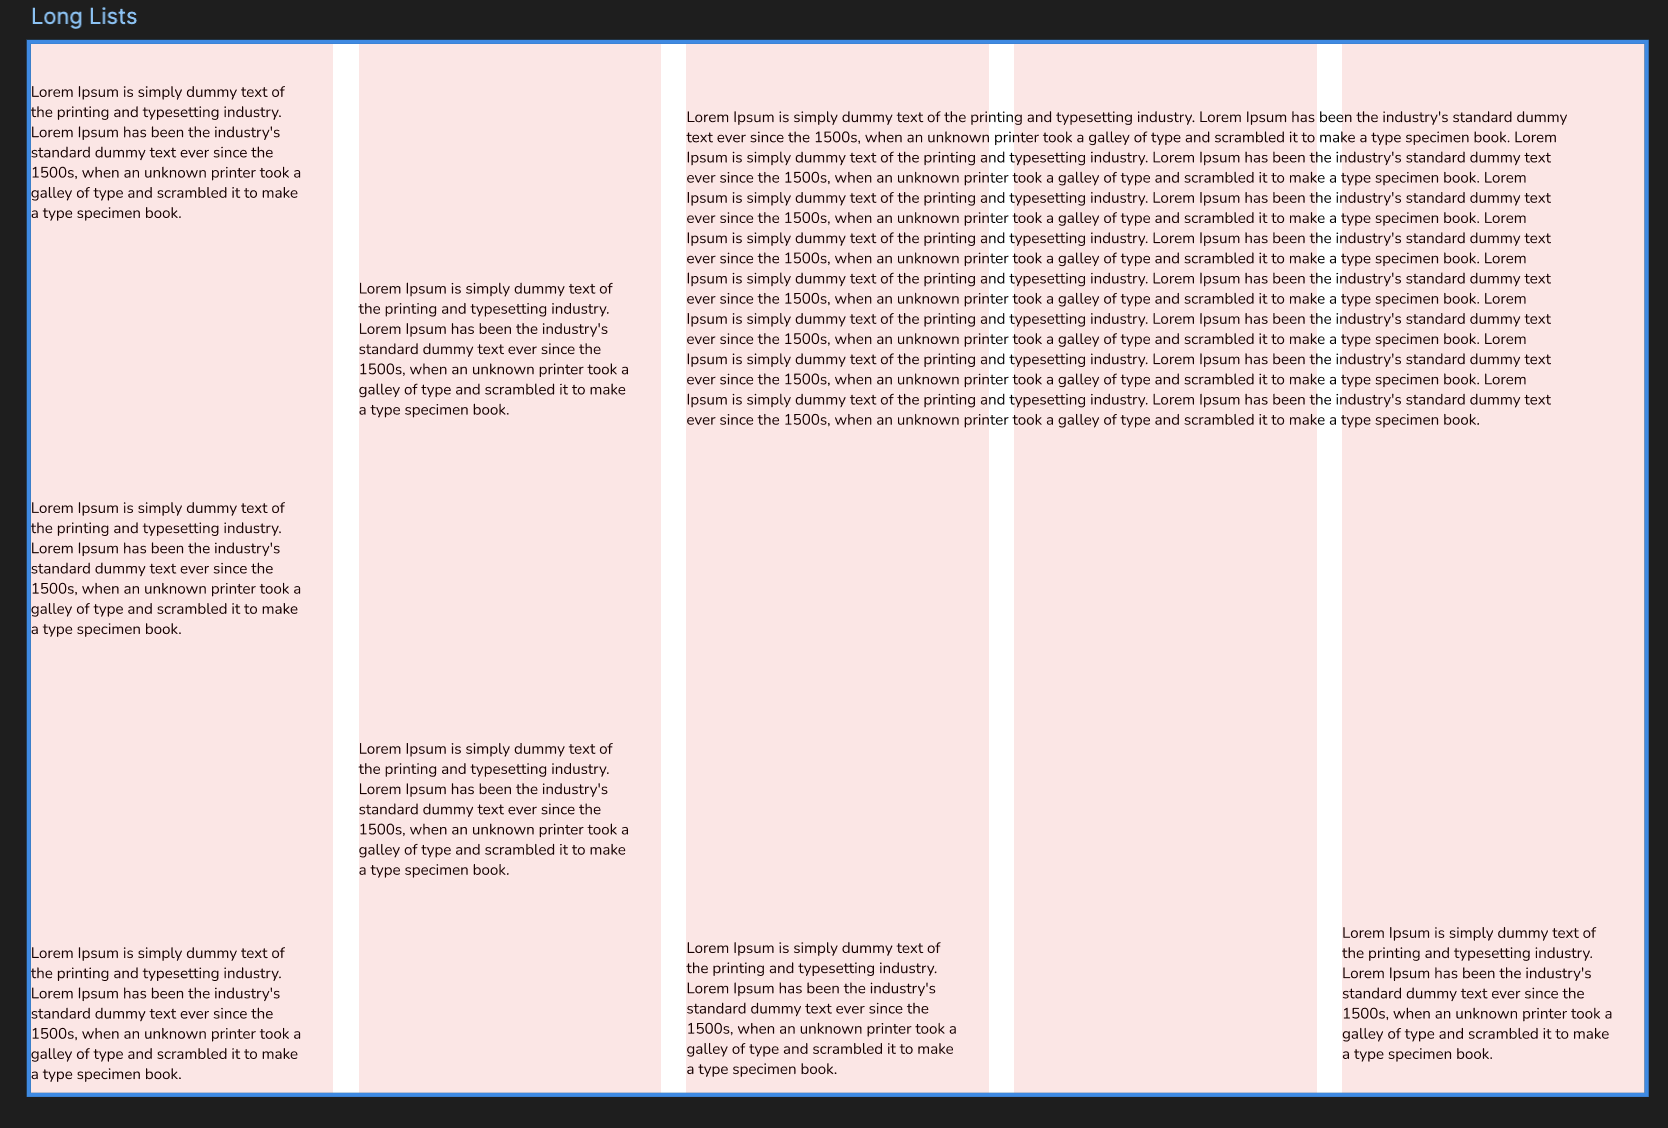 Long Lists
Lorem Ipsum is simply dummy text of
the printing and typesetting industry.
Lorem Ipsum has been the industry's
standard dummy text ever since the
1500s, when an unknown printer took a
galley of type and scrambled it to make
a type specimen book.
Lorem Ipsum is simply dummy text of
the printing and typesetting industry.
Lorem Ipsum has been the industry's
standard dummy text ever since the
1500s, when an unknown printer took a
galley of type and scrambled it to make
a type specimen book.
Lorem Ipsum is simply dummy text of
the printing and typesetting industry.
Lorem Ipsum has been the industry's
standard dummy text ever since the
1500s, when an unknown printer took a
galley of type and scrambled it to make
a type specimen book.
Lorem Ipsum is simply dummy text of
the printing and typesetting industry.
Lorem Ipsum has been the industry's
standard dummy text ever since the
1500s, when an unknown printer took a
galley of type and scrambled it to make
a type specimen book.
Lorem Ipsum is simply dummy text of
the printing and typesetting industry.
Lorem Ipsum has been the industry's
standard dummy text ever since the
1500s, when an unknown printer took a
galley of type and scrambled it to make
a type specimen book.
Lorem Ipsum is simply dummy text of the printing and typesetting industry. Lorem Ipsum has been the industry's standard dummy
text ever since the 1500s, when an unknown printer took a galley of type and scrambled it to make a type specimen book. Lorem
Ipsum is simply dummy text of the printing and typesetting industry. Lorem Ipsum has been the industry's standard dummy text
ever since the 1500s, when an unknown printer took a galley of type and scrambled it to make a type specimen book. Lorem
Ipsum is simply dummy text of the printing and typesetting industry. Lorem Ipsum has been the industry's standard dummy text
ever since the 1500s, when an unknown printer took a galley of type and scrambled it to make a type specimen book. Lorem
Ipsum is simply dummy text of the printing and typesetting industry. Lorem Ipsum has been the industry's standard dummy text
ever since the 1500s, when an unknown printer took a galley of type and scrambled it to make a type specimen book. Lorem
Ipsum is simply dummy text of the printing and typesetting industry. Lorem Ipsum has been the industry's standard dummy text
ever since the 1500s, when an unknown printer took a galley of type and scrambled it to make a type specimen book. Lorem
Ipsum is simply dummy text of the printing and typesetting industry. Lorem Ipsum has been the industry's standard dummy text
ever since the 1500s, when an unknown printer took a galley of type and scrambled it to make a type specimen book. Lorem
Ipsum is simply dummy text of the printing and typesetting industry. Lorem Ipsum has been the industry's standard dummy text
ever since the 1500s, when an unknown printer took a galley of type and scrambled it to make a type specimen book. Lorem
Ipsum is simply dummy text of the printing and typesetting industry. Lorem Ipsum has been the industry's standard dummy text
ever since the 1500s, when an unknown printer took a galley of type and scrambled it to make a type specimen book.
Lorem Ipsum is simply dummy text of
the printing and typesetting industry.
Lorem Ipsum has been the industry's
standard dummy text ever since the
1500s, when an unknown printer took a
galley of type and scrambled it to make
a type specimen book.
Lorem Ipsum is simply dummy text of
the printing and typesetting industry.
Lorem Ipsum has been the industry's
standard dummy text ever since the
1500s, when an unknown printer took a
galley of type and scrambled it to make
a type specimen book.